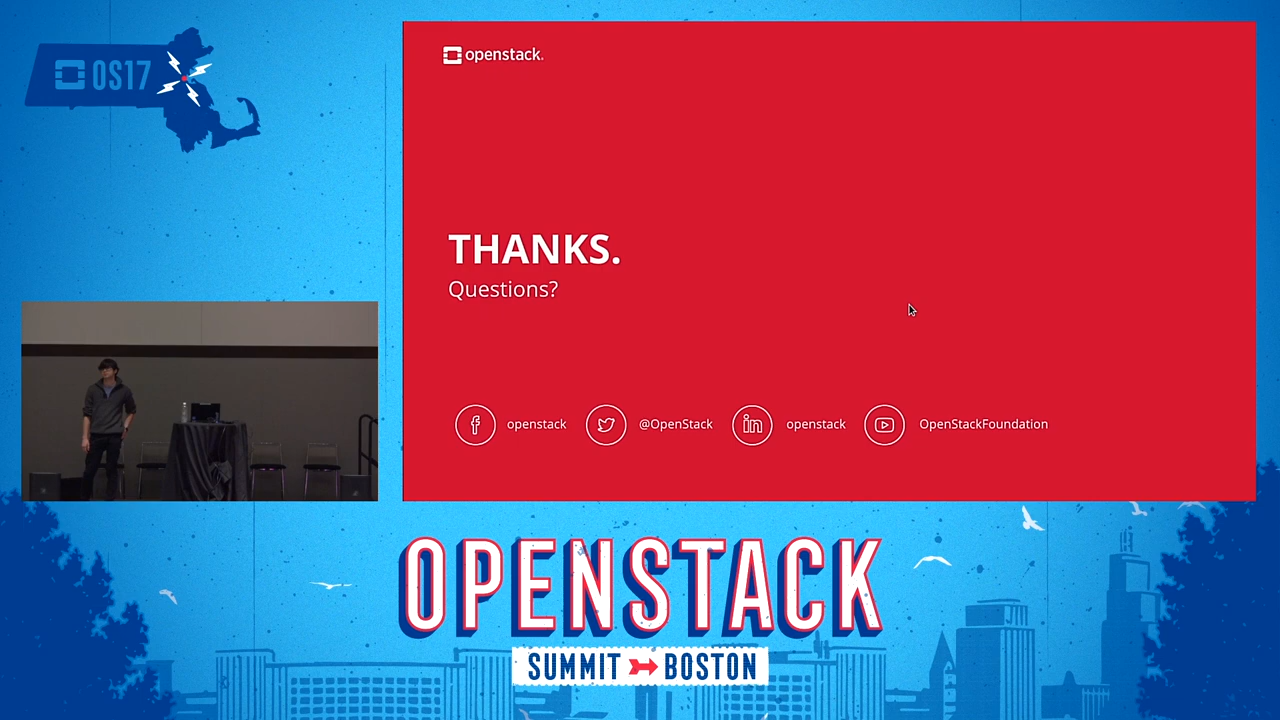 OS17
openstack.
THANKS.
Questions?
openstack
@OpenStack
openstack
OpenStackFoundation
OPENSTACK
SUMMIT BOSTON